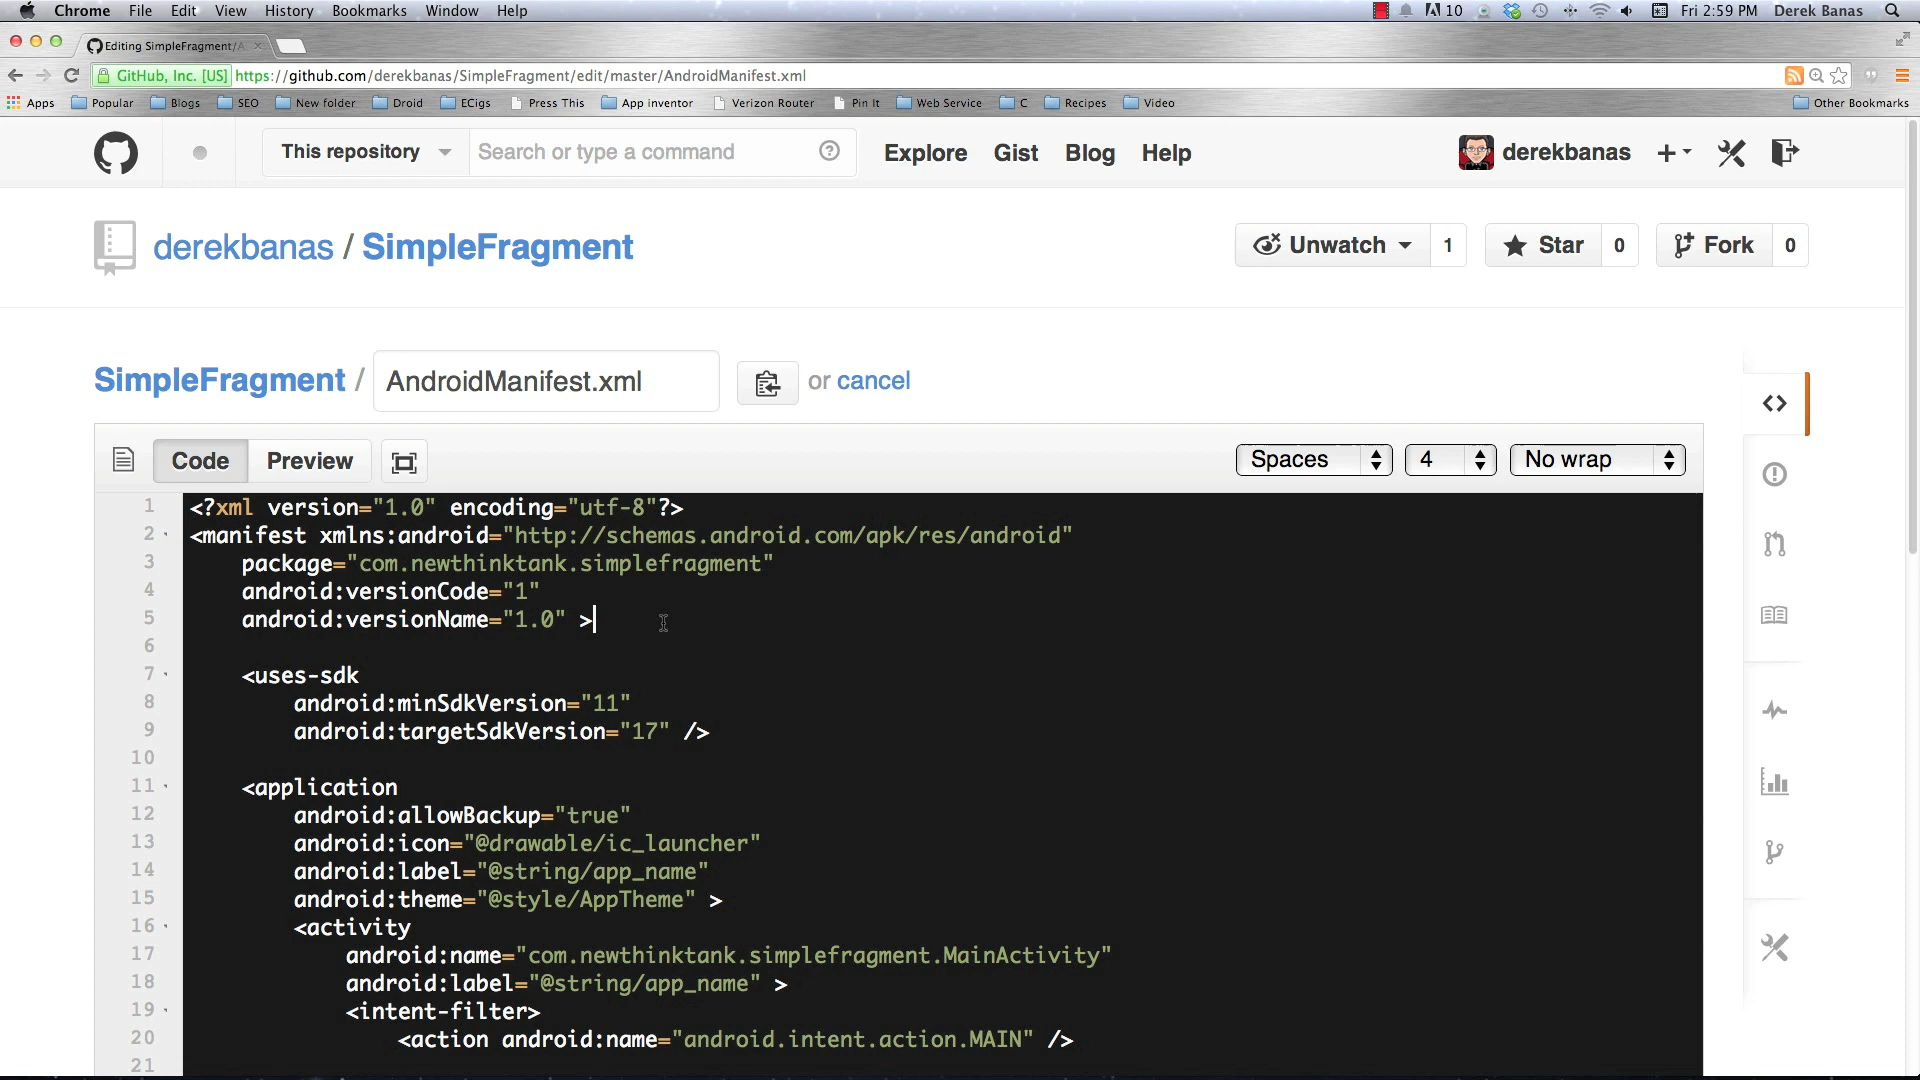 Chrome File Edit View History Bookmarks Window Help 10 Fri 2:59 PM Derek Banas
Editing SimpleFragment/A
GitHub, Inc. [US] https://github.com/derekbanas/SimpleFragment/edit/master/AndroidManifest.xml
Apps Popular Blogs SEO New folder Droid ECigs Press This App inventor Verizon Router Pin It Web Service C Recipes Video Other Bookmarks
This repository Search or type a command Explore Gist Blog Help derekbanas
derekbanas / SimpleFragment Unwatch 1 Star 0 Fork 0
SimpleFragment / AndroidManifest.xml or cancel
Code Preview Spaces 4 No wrap
1 <?xml version="1.0" encoding="utf-8"?>
2 <manifest xmlns:android="http://schemas.android.com/apk/res/android"
3 package="com.newthinktank.simplefragment"
4 android:versionCode="1"
5 android:versionName="1.0" >
6
7 <uses-sdk
8 android:minSdkVersion="11"
9 android:targetSdkVersion="17" />
10
11 <application
12 android:allowBackup="true"
13 android:icon="@drawable/ic_launcher"
14 android:label="@string/app_name"
15 android:theme="@style/AppTheme" >
16 <activity
17 android:name="com.newthinktank.simplefragment.MainActivity"
18 android:label="@string/app_name" >
19 <intent-filter>
20 <action android:name="android.intent.action.MAIN" />
21